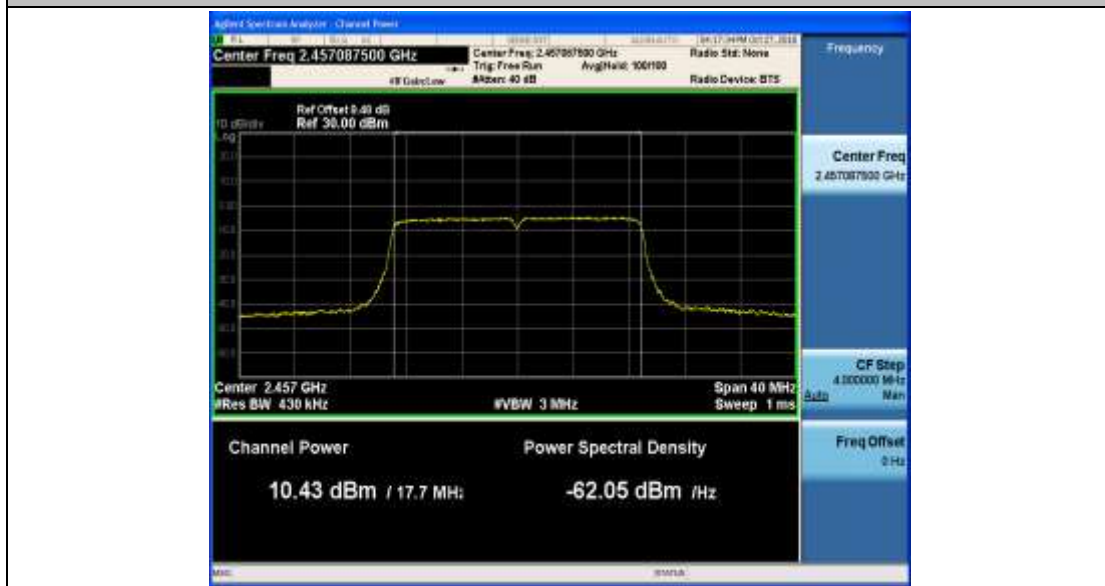 Agilent Spectrum Analyzer - Channel Power
Center Freq 2.457087500 GHz
Center Freq: 2.457087500 GHz
Radio Std: None
Trig: Free Run
Avg|Hold: 100/100
#IFGain:Low
#Atten: 40 dB
Radio Device: BTS
Frequency
Ref Offset 9.40 dB
10 dB/div
Ref 30.00 dBm
Log
Center Freq
2.457087500 GHz
Center 2.457 GHz
Span 40 MHz
#Res BW 430 kHz
#VBW 3 MHz
Sweep 1 ms
CF Step
4.000000 MHz
Auto Man
Channel Power
Power Spectral Density
10.43 dBm / 17.7 MHz
-62.05 dBm /Hz
Freq Offset
0 Hz
MSG
STATUS